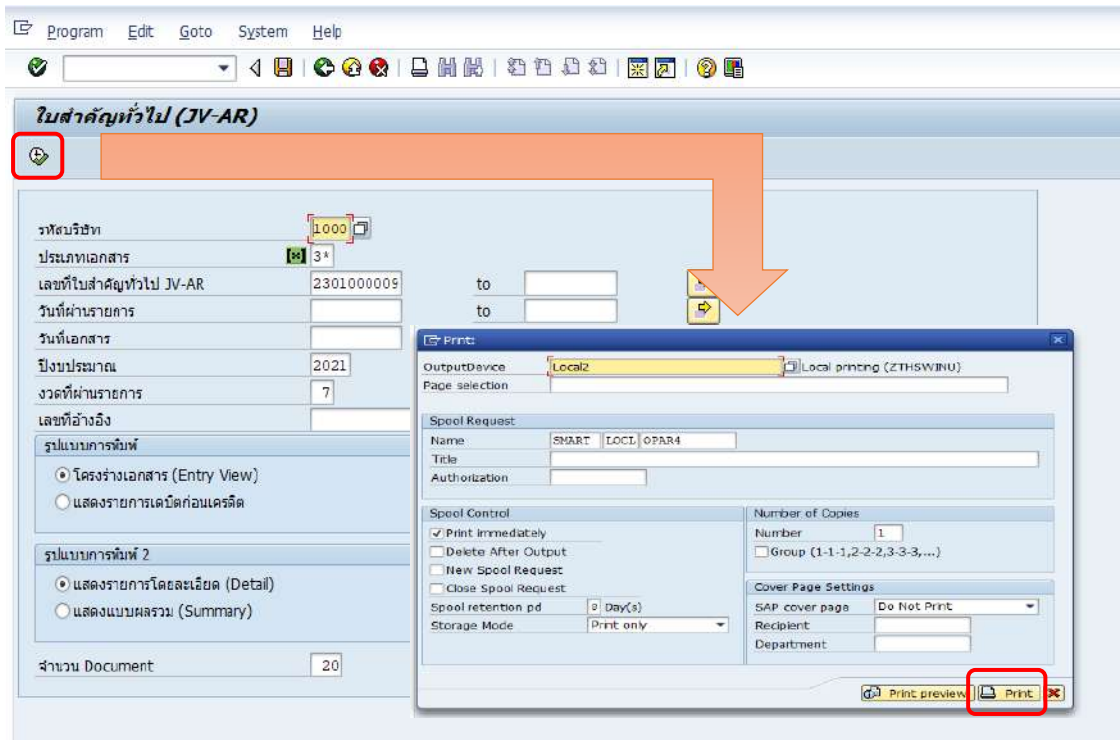 Program Edit Goto System Help
ใบสำคัญทั่วไป (JV-AR)
รหัสบริษัท 1000
ประเภทเอกสาร 3*
เลขที่ใบสำคัญทั่วไป JV-AR 2301000009 to
วันที่ผ่านรายการ to
วันที่เอกสาร
ปีงบประมาณ 2021
งวดที่ผ่านรายการ 7
เลขที่อ้างอิง
รูปแบบการพิมพ์
โครงร่างเอกสาร (Entry View)
แสดงรายการเดบิตก่อนเครดิต
รูปแบบการพิมพ์ 2
แสดงรายการโดยละเอียด (Detail)
แสดงแบบผลรวม (Summary)
จำนวน Document 20
Print:
OutputDevice Local2 Local printing (ZTHSWINU)
Page selection
Spool Request
Name SMART LOCL OPAR4
Title
Authorization
Spool Control
Print immediately
Delete After Output
New Spool Request
Close Spool Request
Spool retention pd 8 Day(s)
Storage Mode Print only
Number of Copies
Number 1
Group (1-1-1,2-2-2,3-3-3,...)
Cover Page Settings
SAP cover page Do Not Print
Recipient
Department
Print preview Print